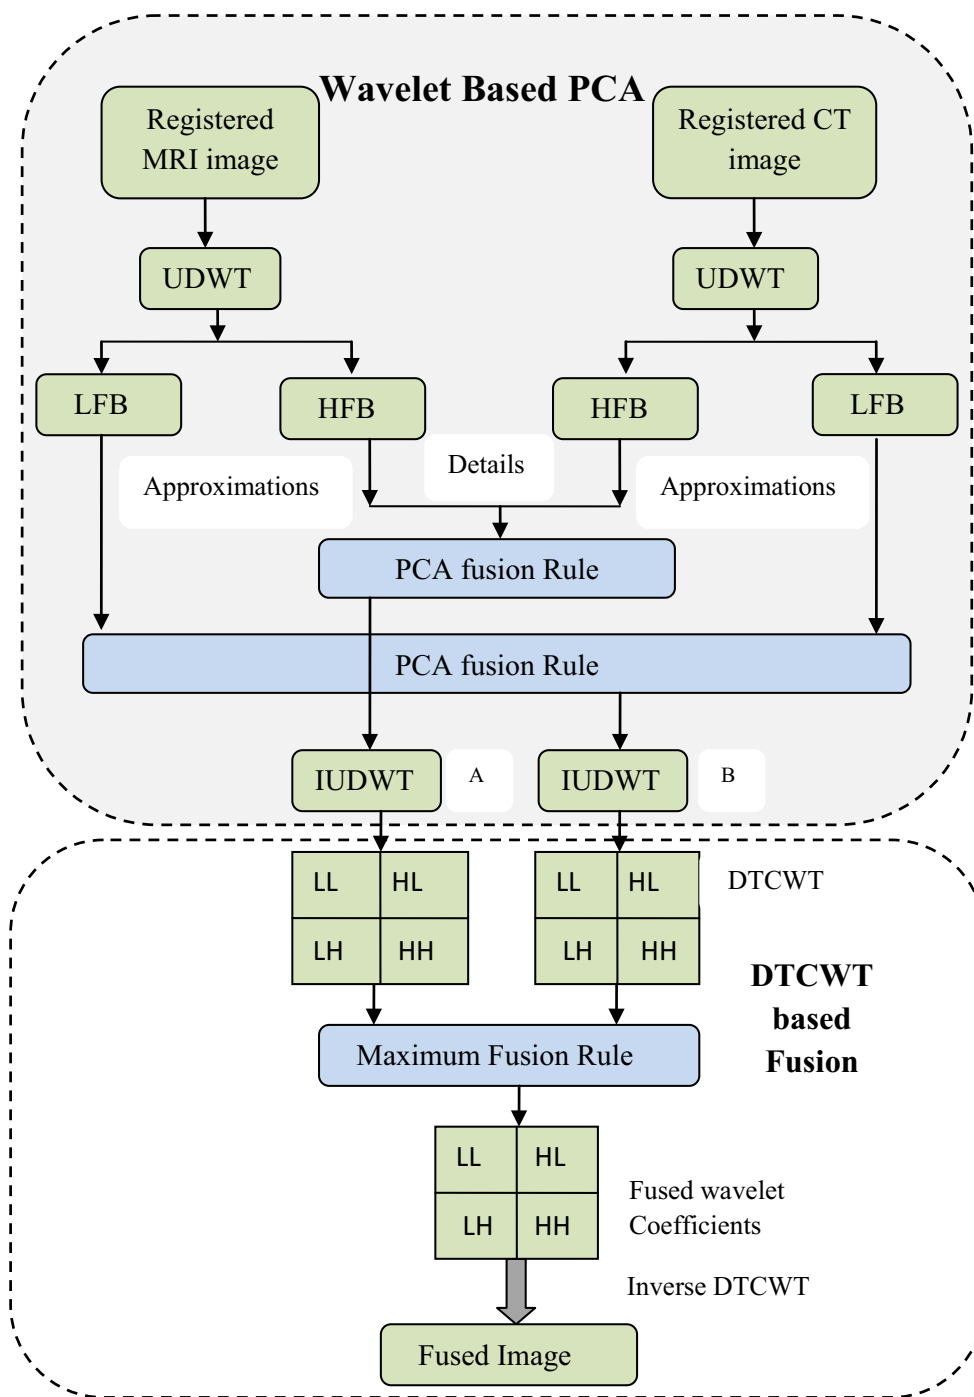 Wavelet Based PCA
Registered
MRI image
Registered CT
image
UDWT
UDWT
LFB
HFB
HFB
LFB
Approximations
Details
Approximations
PCA fusion Rule
PCA fusion Rule
IUDWT
A
IUDWT
B
LL
HL
LH
HH
LL
HL
LH
HH
DTCWT
DTCWT
based
Fusion
Maximum Fusion Rule
LL
HL
LH
HH
Fused wavelet
Coefficients
Inverse DTCWT
Fused Image